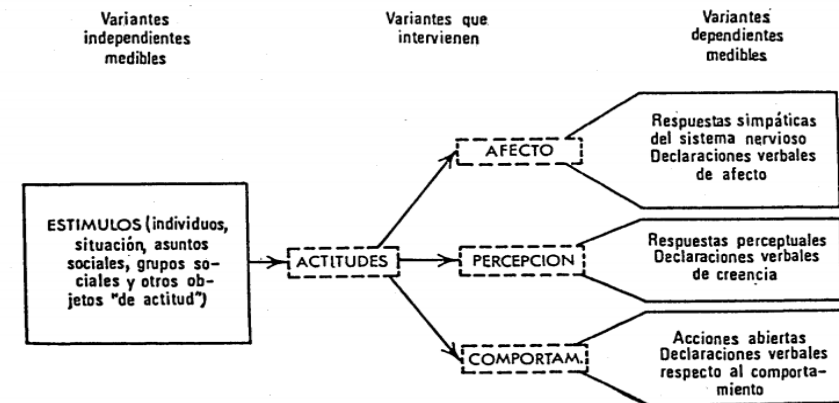 Variantes
independientes
medibles
Variantes que
intervienen
Variantes
dependientes
medibles
ESTIMULOS (individuos,
situación, asuntos
sociales, grupos so-
ciales y otros ob-
jetos "de actitud")
ACTITUDES
AFECTO
PERCEPCION
COMPORTAM.
Respuestas simpáticas
del sistema nervioso
Declaraciones verbales
de afecto
Respuestas perceptuales
Declaraciones verbales
de creencia
Acciones abiertas
Declaraciones verbales
respecto al comporta-
miento